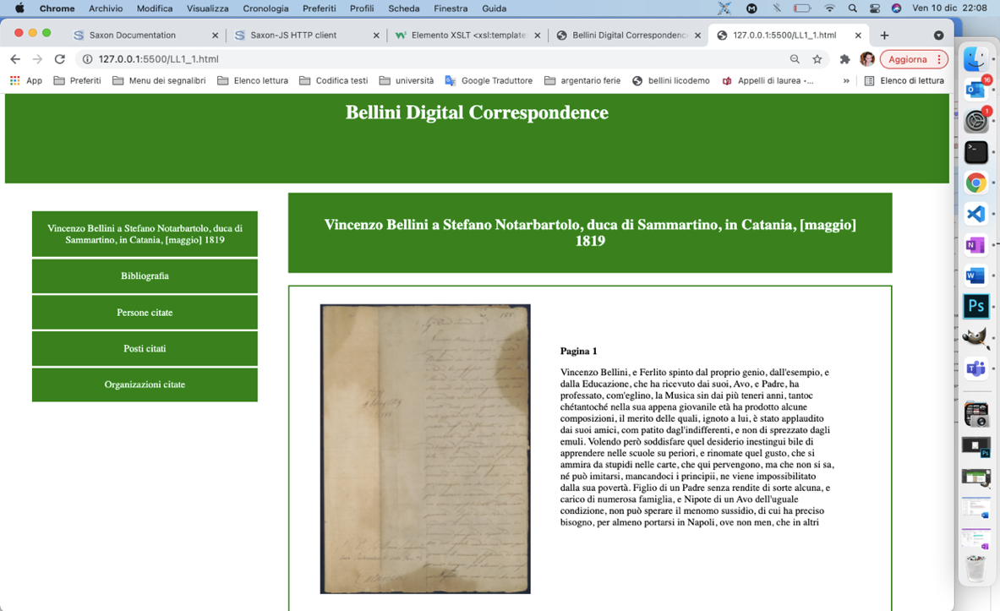 Chrome Archivio Modifica Visualizza Cronologia Preferiti Profili Scheda Finestra Guida Ven 10 dic 22:08
Saxon Documentation Saxon-JS HTTP client Elemento XSLT <xsl:template Bellini Digital Correspondenc 127.0.0.1:5500/LL1_1.html
127.0.0.1:5500/LL1_1.html Aggiorna
App Preferiti Menu dei segnalibri Elenco lettura Codifica testi università Google Traduttore argentario ferie bellini licodemo Appelli di laurea -... » Elenco di lettura
16
1
Bellini Digital Correspondence
Vincenzo Bellini a Stefano Notarbartolo, duca di
Sammartino, in Catania, [maggio] 1819
Bibliografia
Persone citate
Posti citati
Organizazioni citate
Vincenzo Bellini a Stefano Notarbartolo, duca di Sammartino, in Catania, [maggio]
1819
Pagina 1
Vincenzo Bellini, e Ferlito spinto dal proprio genio, dall'esempio, e
dalla Educazione, che ha ricevuto dai suoi, Avo, e Padre, ha
professato, com'eglino, la Musica sin dai più teneri anni, tantoc
chétantoché nella sua appena giovanile età ha prodotto alcune
composizioni, il merito delle quali, ignoto a lui, è stato applaudito
dai suoi amici, com patito dagl'indifferenti, e non di sprezzato dagli
emuli. Volendo però soddisfare quel desiderio inestingui bile di
apprendere nelle scuole su periori, e rinomate quel gusto, che si
ammira da stupidi nelle carte, che qui pervengono, ma che non si sa,
né può imitarsi, mancandoci i principii, ne viene impossibilitato
dalla sua povertà. Figlio di un Padre senza rendite di sorte alcuna, e
carico di numerosa famiglia, e Nipote di un Avo dell'uguale
condizione, non può sperare il menomo sussidio, di cui ha preciso
bisogno, per almeno portarsi in Napoli, ove non men, che in altri
Ps